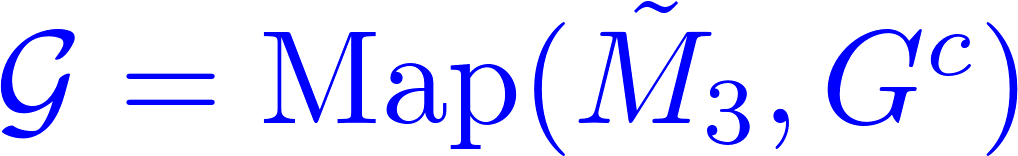 𝒢 = Map(M̃₃, Gᶜ)